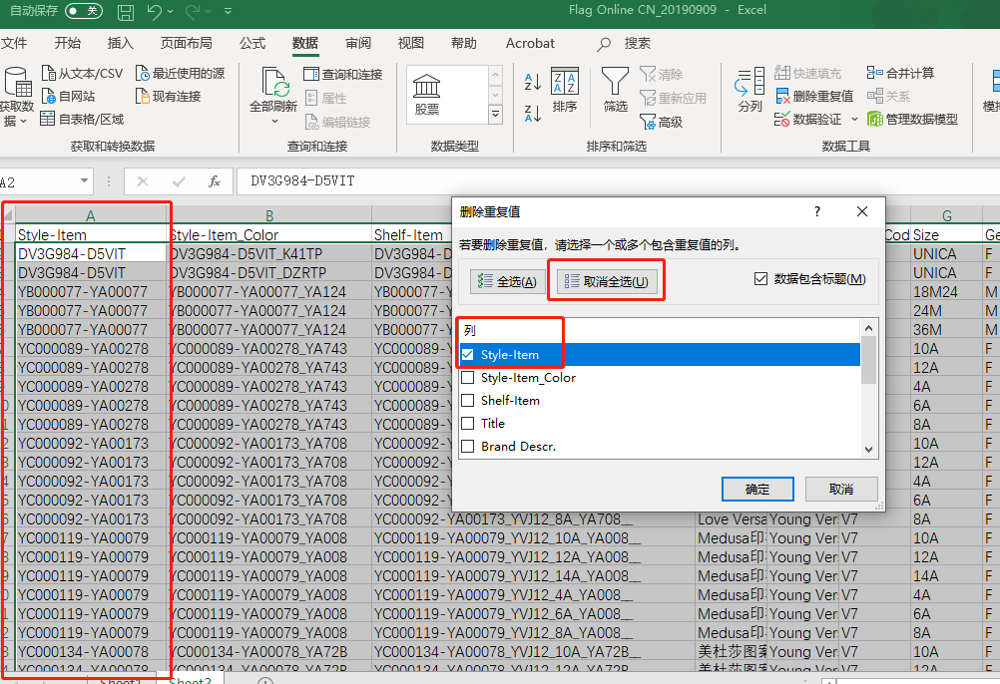 自动保存 关 Flag Online CN_20190909 - Excel
文件 开始 插入 页面布局 公式 数据 审阅 视图 帮助 Acrobat 搜索
获取数据
从文本/CSV 最近使用的源
自网站 现有连接
自表格/区域
获取和转换数据
全部刷新
查询和连接
属性
编辑链接
查询和连接
股票
数据类型
排序
筛选
清除
重新应用
高级
排序和筛选
分列
快速填充 合并计算
删除重复值 关系
数据验证 管理数据模型
数据工具
A2 fx DV3G984-D5VIT
A B G
Style-Item Style-Item_Color Shelf-Item Cod Size Ge
DV3G984-D5VIT DV3G984-D5VIT_K41TP DV3G984-D UNICA F
DV3G984-D5VIT DV3G984-D5VIT_DZRTP DV3G984-D UNICA F
YB000077-YA00077 YB000077-YA00077_YA124 YB000077-Y 18M24 M
YB000077-YA00077 YB000077-YA00077_YA124 YB000077-Y 24M M
YB000077-YA00077 YB000077-YA00077_YA124 YB000077-Y 36M M
YC000089-YA00278 YC000089-YA00278_YA743 YC000089-Y 10A F
YC000089-YA00278 YC000089-YA00278_YA743 YC000089-Y 12A F
YC000089-YA00278 YC000089-YA00278_YA743 YC000089-Y 4A F
YC000089-YA00278 YC000089-YA00278_YA743 YC000089-Y 6A F
YC000089-YA00278 YC000089-YA00278_YA743 YC000089-Y 8A F
YC000092-YA00173 YC000092-YA00173_YA708 YC000092-Y 10A F
YC000092-YA00173 YC000092-YA00173_YA708 YC000092-Y 12A F
YC000092-YA00173 YC000092-YA00173_YA708 YC000092-Y 4A F
YC000092-YA00173 YC000092-YA00173_YA708 YC000092-Y 6A F
YC000092-YA00173 YC000092-YA00173_YA708 YC000092-YA00173_YVJ12_8A_YA708__ Love Versa Young Ver V7 8A F
YC000119-YA00079 YC000119-YA00079_YA008 YC000119-YA00079_YVJ12_10A_YA008__ Medusa印 Young Ver V7 10A F
YC000119-YA00079 YC000119-YA00079_YA008 YC000119-YA00079_YVJ12_12A_YA008__ Medusa印 Young Ver V7 12A F
YC000119-YA00079 YC000119-YA00079_YA008 YC000119-YA00079_YVJ12_14A_YA008__ Medusa印 Young Ver V7 14A F
YC000119-YA00079 YC000119-YA00079_YA008 YC000119-YA00079_YVJ12_4A_YA008__ Medusa印 Young Ver V7 4A F
YC000119-YA00079 YC000119-YA00079_YA008 YC000119-YA00079_YVJ12_6A_YA008__ Medusa印 Young Ver V7 6A F
YC000119-YA00079 YC000119-YA00079_YA008 YC000119-YA00079_YVJ12_8A_YA008__ Medusa印 Young Ver V7 8A F
YC000134-YA00078 YC000134-YA00078_YA72B YC000134-YA00078_YVJ12_10A_YA72B__ 美杜莎图案 Young Ver V7 10A F
YC000134-YA00078 YC000134-YA00078_YA72B YC000134-YA00078_YVJ12_12A_YA72B__ 美杜莎图案 Young Ver V7 12A F
Sheet1 Sheet2
删除重复值 ?
若要删除重复值，请选择一个或多个包含重复值的列。
全选(A) 取消全选(U) 数据包含标题(M)
列
Style-Item
Style-Item_Color
Shelf-Item
Title
Brand Descr.
确定 取消